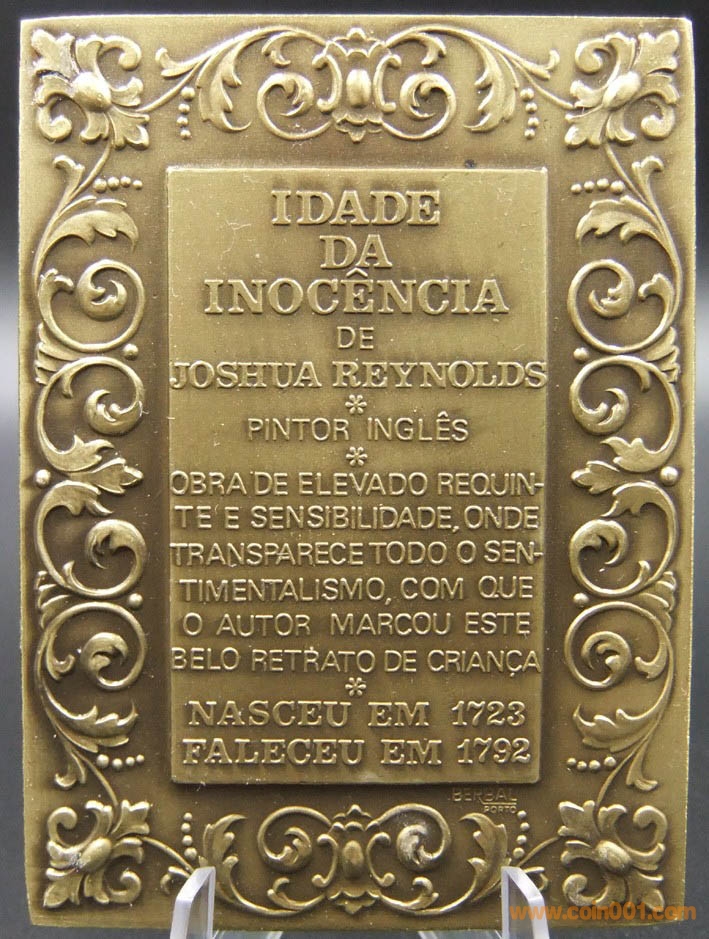 IDADE
DA
INOCÊNCIA
DE
JOSHUA REYNOLDS
*
PINTOR INGLÊS
*
OBRA DE ELEVADO REQUIN-
TE E SENSIBILIDADE, ONDE
TRANSPARECE TODO O SEN-
TIMENTALISMO, COM QUE
O AUTOR MARCOU ESTE
BELO RETRATO DE CRIANÇA
*
NASCEU EM 1723
FALECEU EM 1792
BERBAL
PORTO
www.coin001.com